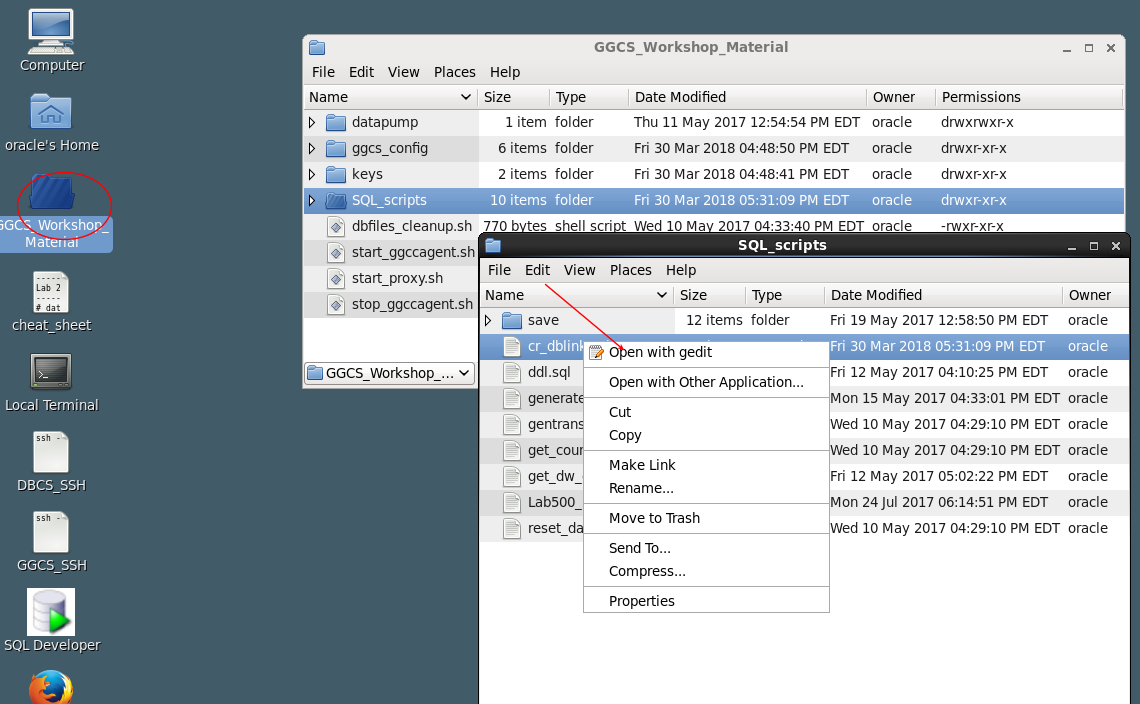 Computer
oracle's Home
GGCS_Workshop_
Material
-----
Lab 2
-----
# dat
cheat_sheet
Local Terminal
ssh -
DBCS_SSH
ssh -
GGCS_SSH
SQL Developer
GGCS_Workshop_Material
File Edit View Places Help
Name Size Type Date Modified Owner Permissions
datapump 1 item folder Thu 11 May 2017 12:54:54 PM EDT oracle drwxrwxr-x
ggcs_config 6 items folder Fri 30 Mar 2018 04:48:50 PM EDT oracle drwxr-xr-x
keys 2 items folder Fri 30 Mar 2018 04:48:41 PM EDT oracle drwxr-xr-x
SQL_scripts 10 items folder Fri 30 Mar 2018 05:31:09 PM EDT oracle drwxr-xr-x
dbfiles_cleanup.sh 770 bytes shell script Wed 10 May 2017 04:33:40 PM EDT oracle -rwxr-xr-x
start_ggccagent.sh
start_proxy.sh
stop_ggccagent.sh
GGCS_Workshop_...
SQL_scripts
File Edit View Places Help
Name Size Type Date Modified Owner
save 12 items folder Fri 19 May 2017 12:58:50 PM EDT oracle
cr_dblink Fri 30 Mar 2018 05:31:09 PM EDT oracle
ddl.sql Fri 12 May 2017 04:10:25 PM EDT oracle
generate Mon 15 May 2017 04:33:01 PM EDT oracle
gentrans Wed 10 May 2017 04:29:10 PM EDT oracle
get_cour Wed 10 May 2017 04:29:10 PM EDT oracle
get_dw_ Fri 12 May 2017 05:02:22 PM EDT oracle
Lab500_ Mon 24 Jul 2017 06:14:51 PM EDT oracle
reset_da Wed 10 May 2017 04:29:10 PM EDT oracle
Open with gedit
Open with Other Application...
Cut
Copy
Make Link
Rename...
Move to Trash
Send To...
Compress...
Properties